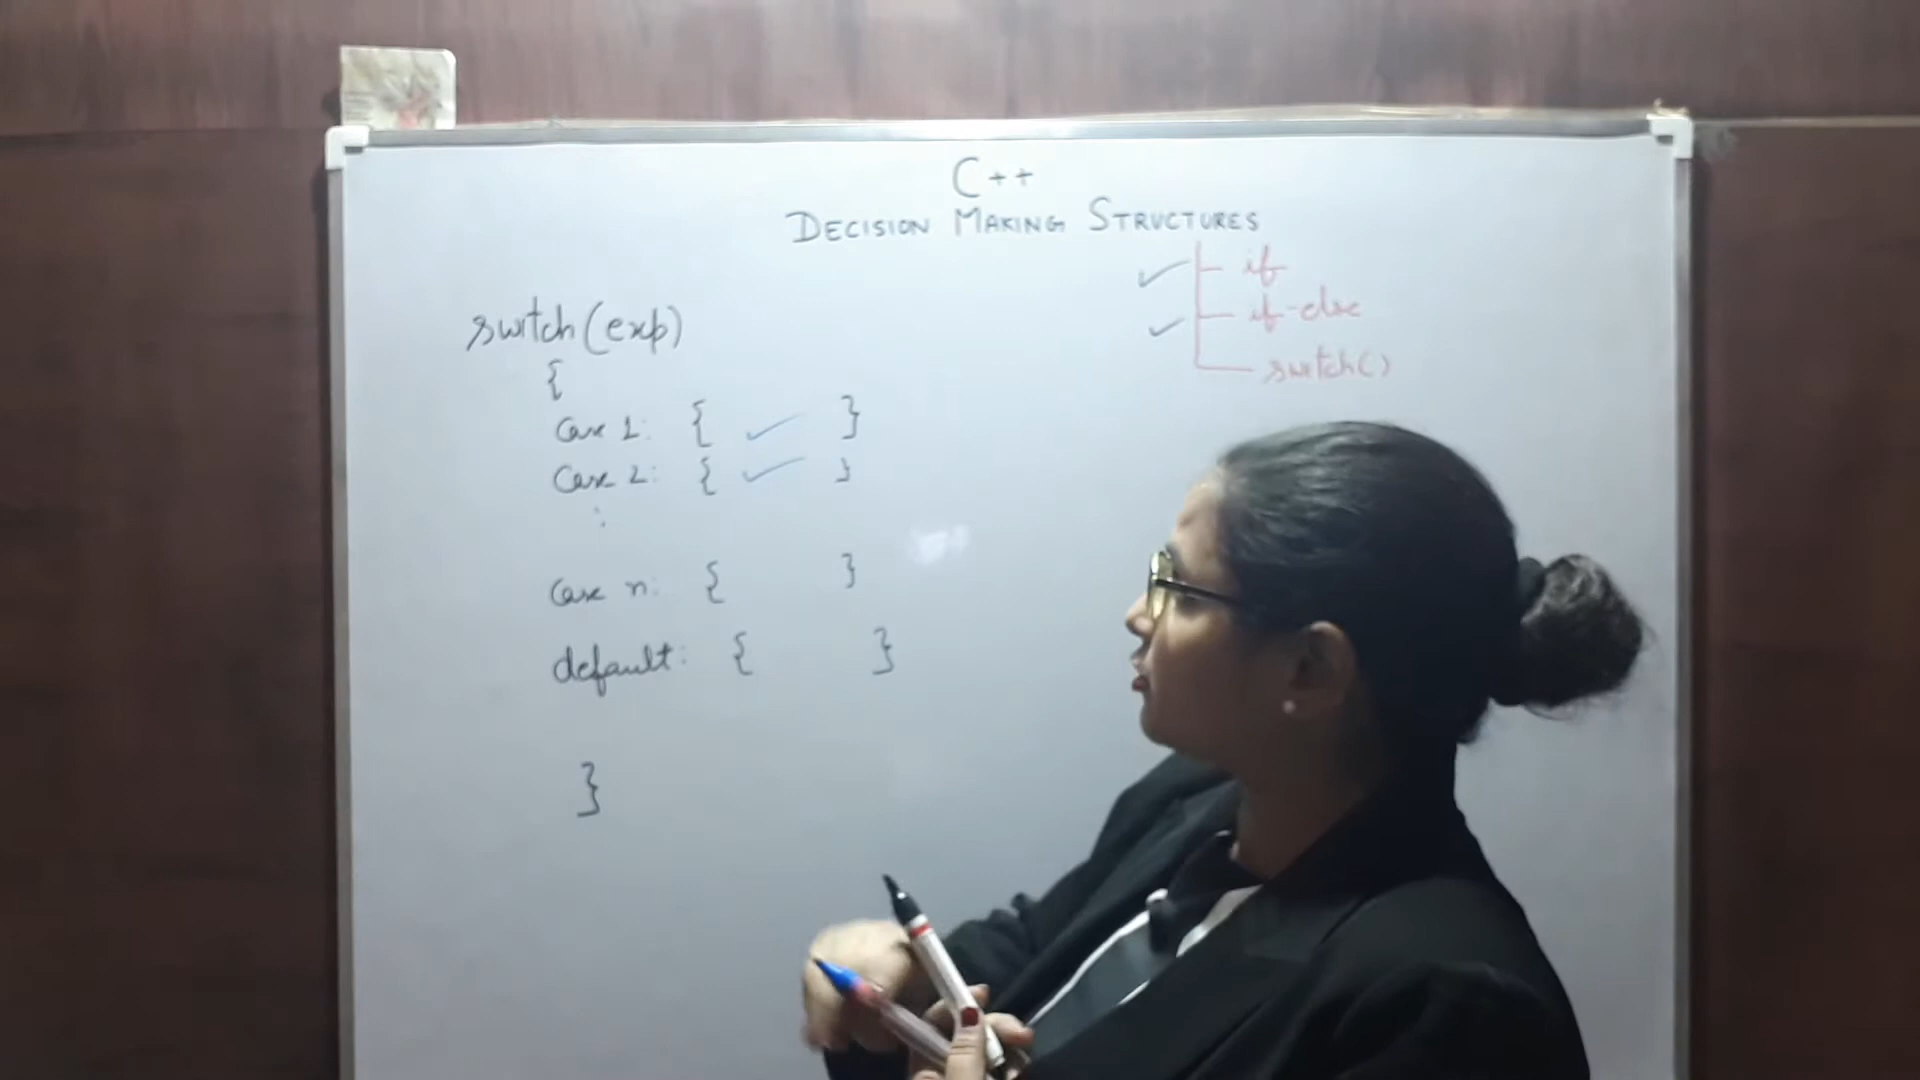 C++
DECISION MAKING STRUCTURES
if
if-else
switch()
switch(exp)
{
Case 1: { }
Case 2: { }
:
Case n: { }
default: { }
}